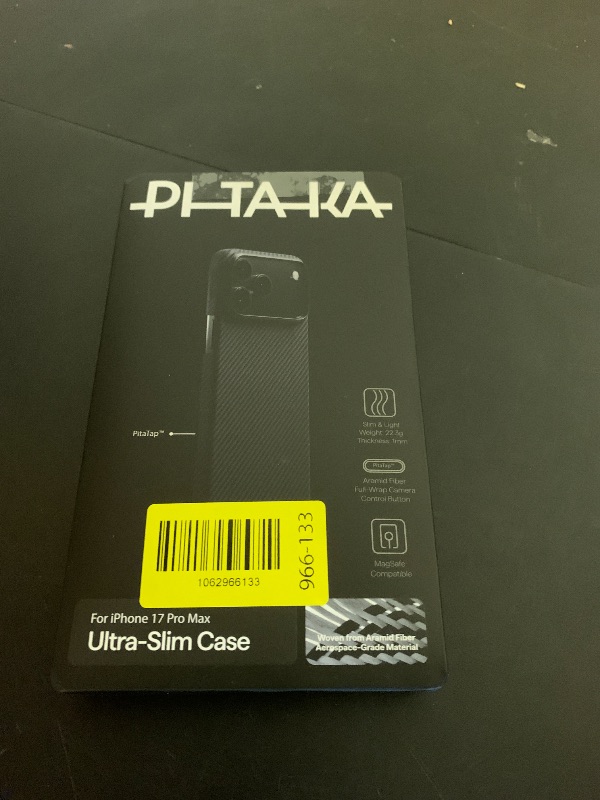 PITAKA
PitaTap™
Slim & Light
Weight: 22.7g
Thickness: 1mm
PitaTap™
Aramid Fiber
Full-Wrap Camera
Control Button
MagSafe
Compatible
1062966133
966-133
For iPhone 17 Pro Max
Ultra-Slim Case
Woven from Aramid Fiber
Aerospace-Grade Material